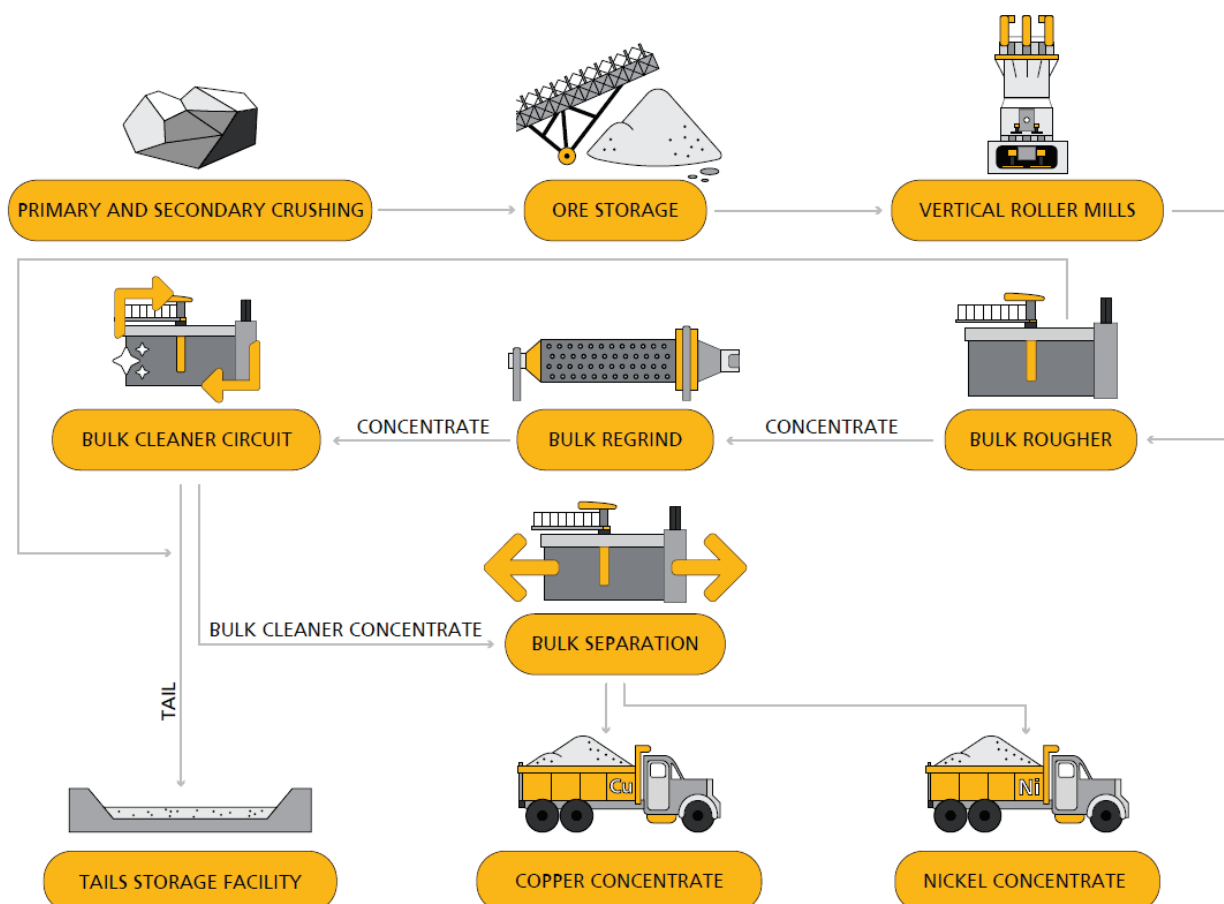 PRIMARY AND SECONDARY CRUSHING
ORE STORAGE
VERTICAL ROLLER MILLS
BULK CLEANER CIRCUIT
CONCENTRATE
BULK REGRIND
CONCENTRATE
BULK ROUGHER
BULK CLEANER CONCENTRATE
BULK SEPARATION
TAIL
Cu
Ni
TAILS STORAGE FACILITY
COPPER CONCENTRATE
NICKEL CONCENTRATE